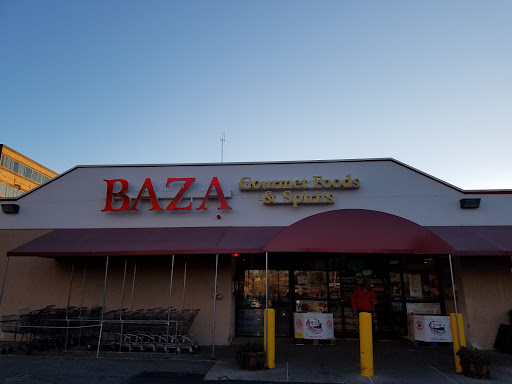 BAZA
Gourmet Foods
& Spirits